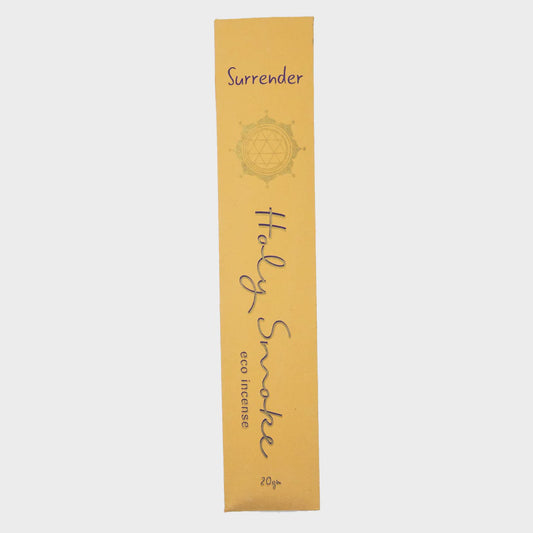 Surrender
Holy Smoke
eco incense
20gm